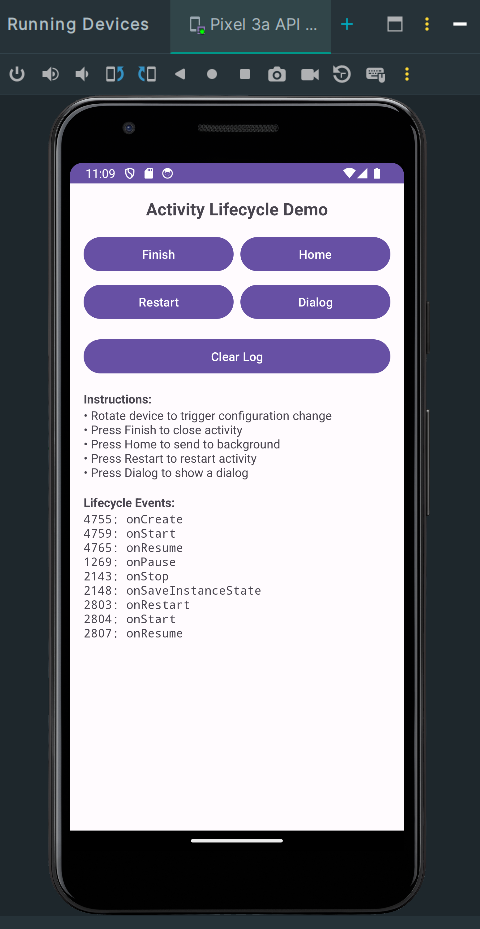 Running Devices
Pixel 3a API ...
11:09
Activity Lifecycle Demo
Finish
Home
Restart
Dialog
Clear Log
Instructions:
• Rotate device to trigger configuration change
• Press Finish to close activity
• Press Home to send to background
• Press Restart to restart activity
• Press Dialog to show a dialog
Lifecycle Events:
4755: onCreate
4759: onStart
4765: onResume
1269: onPause
2143: onStop
2148: onSaveInstanceState
2803: onRestart
2804: onStart
2807: onResume